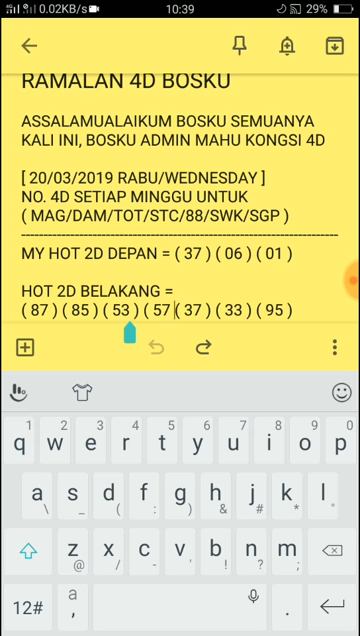 4G 0.02KB/s 10:39 29%
RAMALAN 4D BOSKU
ASSALAMUALAIKUM BOSKU SEMUANYA
KALI INI, BOSKU ADMIN MAHU KONGSI 4D
[ 20/03/2019 RABU/WEDNESDAY ]
NO. 4D SETIAP MINGGU UNTUK
( MAG/DAM/TOT/STC/88/SWK/SGP )
--------------------------------------------------------------
MY HOT 2D DEPAN = ( 37 ) ( 06 ) ( 01 )
HOT 2D BELAKANG =
( 87 ) ( 85 ) ( 53 ) ( 57 ( 37 ) ( 33 ) ( 95 )
1 2 3 4 5 6 7 8 9 0
q w e r t y u i o p
a s d f g h j k l
\ _ ( : ) & # * °
z x c v b n m
@ / - ' ! ? ;
12# a , .